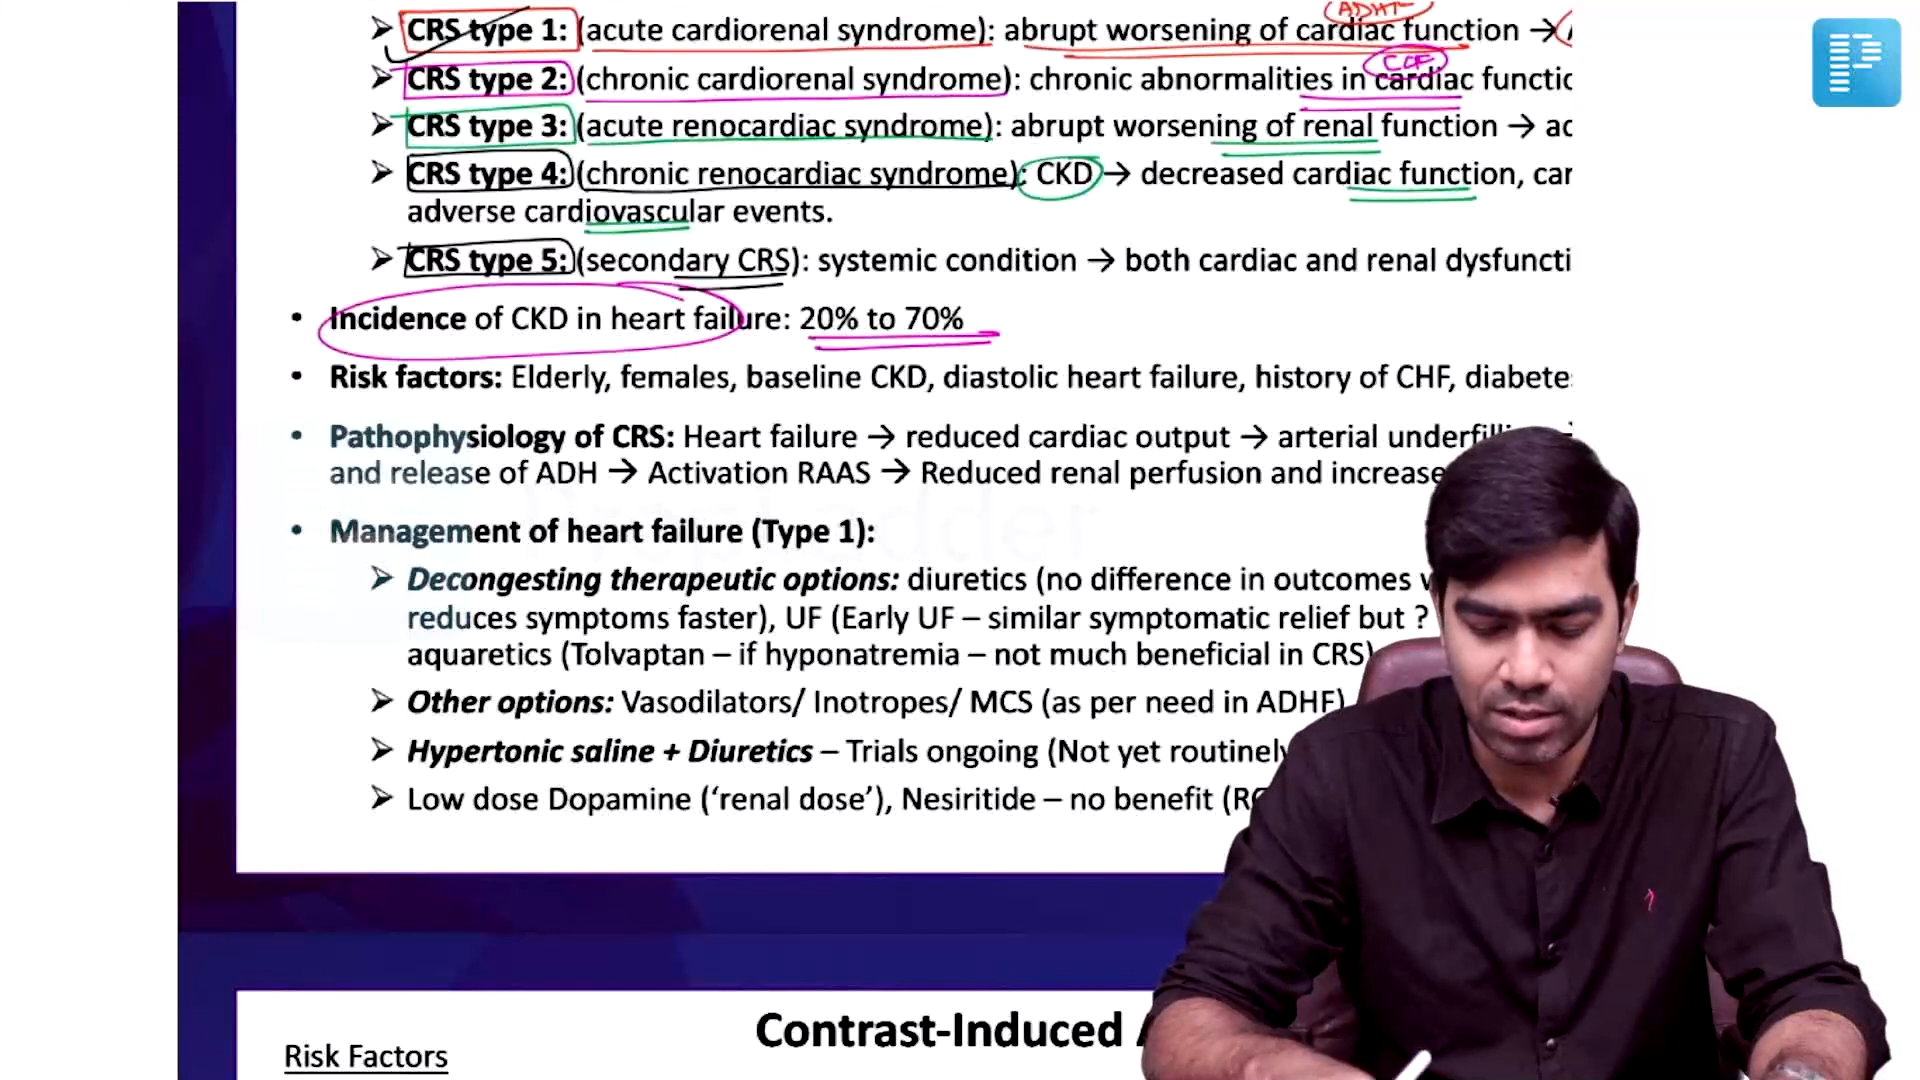 CRS type 1: (acute cardiorenal syndrome): abrupt worsening of cardiac function →
CCF
CRS type 2: (chronic cardiorenal syndrome): chronic abnormalities in cardiac
CRS type 3: (acute renocardiac syndrome): abrupt worsening of renal function →
CRS type 4: (chronic renocardiac syndrome): CKD → decreased cardiac function,
adverse cardiovascular events.
CRS type 5: (secondary CRS): systemic condition → both cardiac and renal
• Incidence of CKD in heart failure: 20% to 70%
• Risk factors: Elderly, females, baseline CKD, diastolic heart failure, history of CHF,
• Pathophysiology of CRS: Heart failure → reduced cardiac output → arterial
and release of ADH → Activation RAAS → Reduced renal perfusion and
PrepLadder
• Management of heart failure (Type 1):
Decongesting therapeutic options: diuretics (no difference in outcomes
reduces symptoms faster), UF (Early UF – similar symptomatic relief but ?
aquaretics (Tolvaptan – if hyponatremia – not much beneficial in CRS)
Other options: Vasodilators/ Inotropes/ MCS (as per need in ADHF)
Hypertonic saline + Diuretics – Trials ongoing (Not yet routinely
Low dose Dopamine (‘renal dose’), Nesiritide – no benefit
Contrast-Induced
Risk Factors